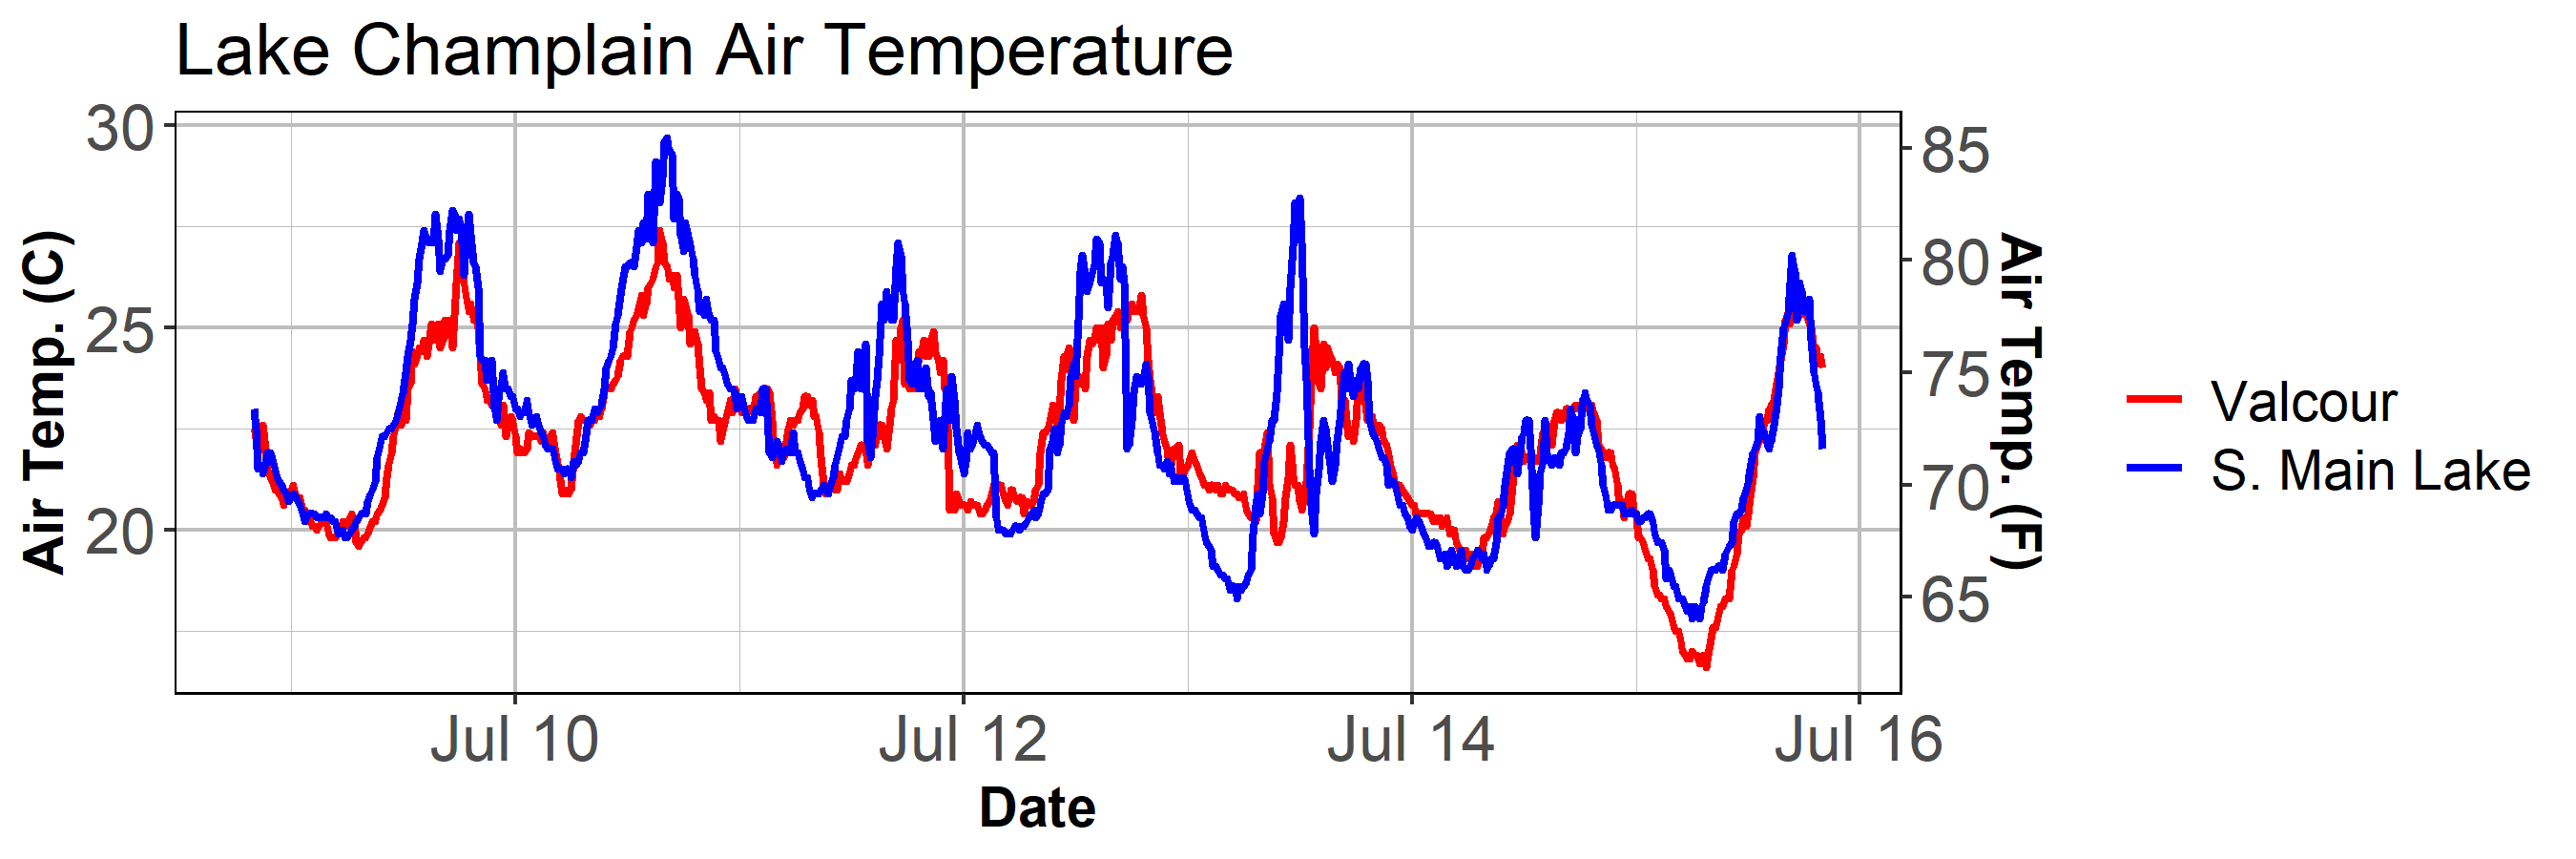 Lake Champlain Air Temperature
Air Temp. (C)
30
25
20
85
80
75
70
65
Air Temp. (F)
Jul 10
Jul 12
Jul 14
Jul 16
Date
Valcour
S. Main Lake